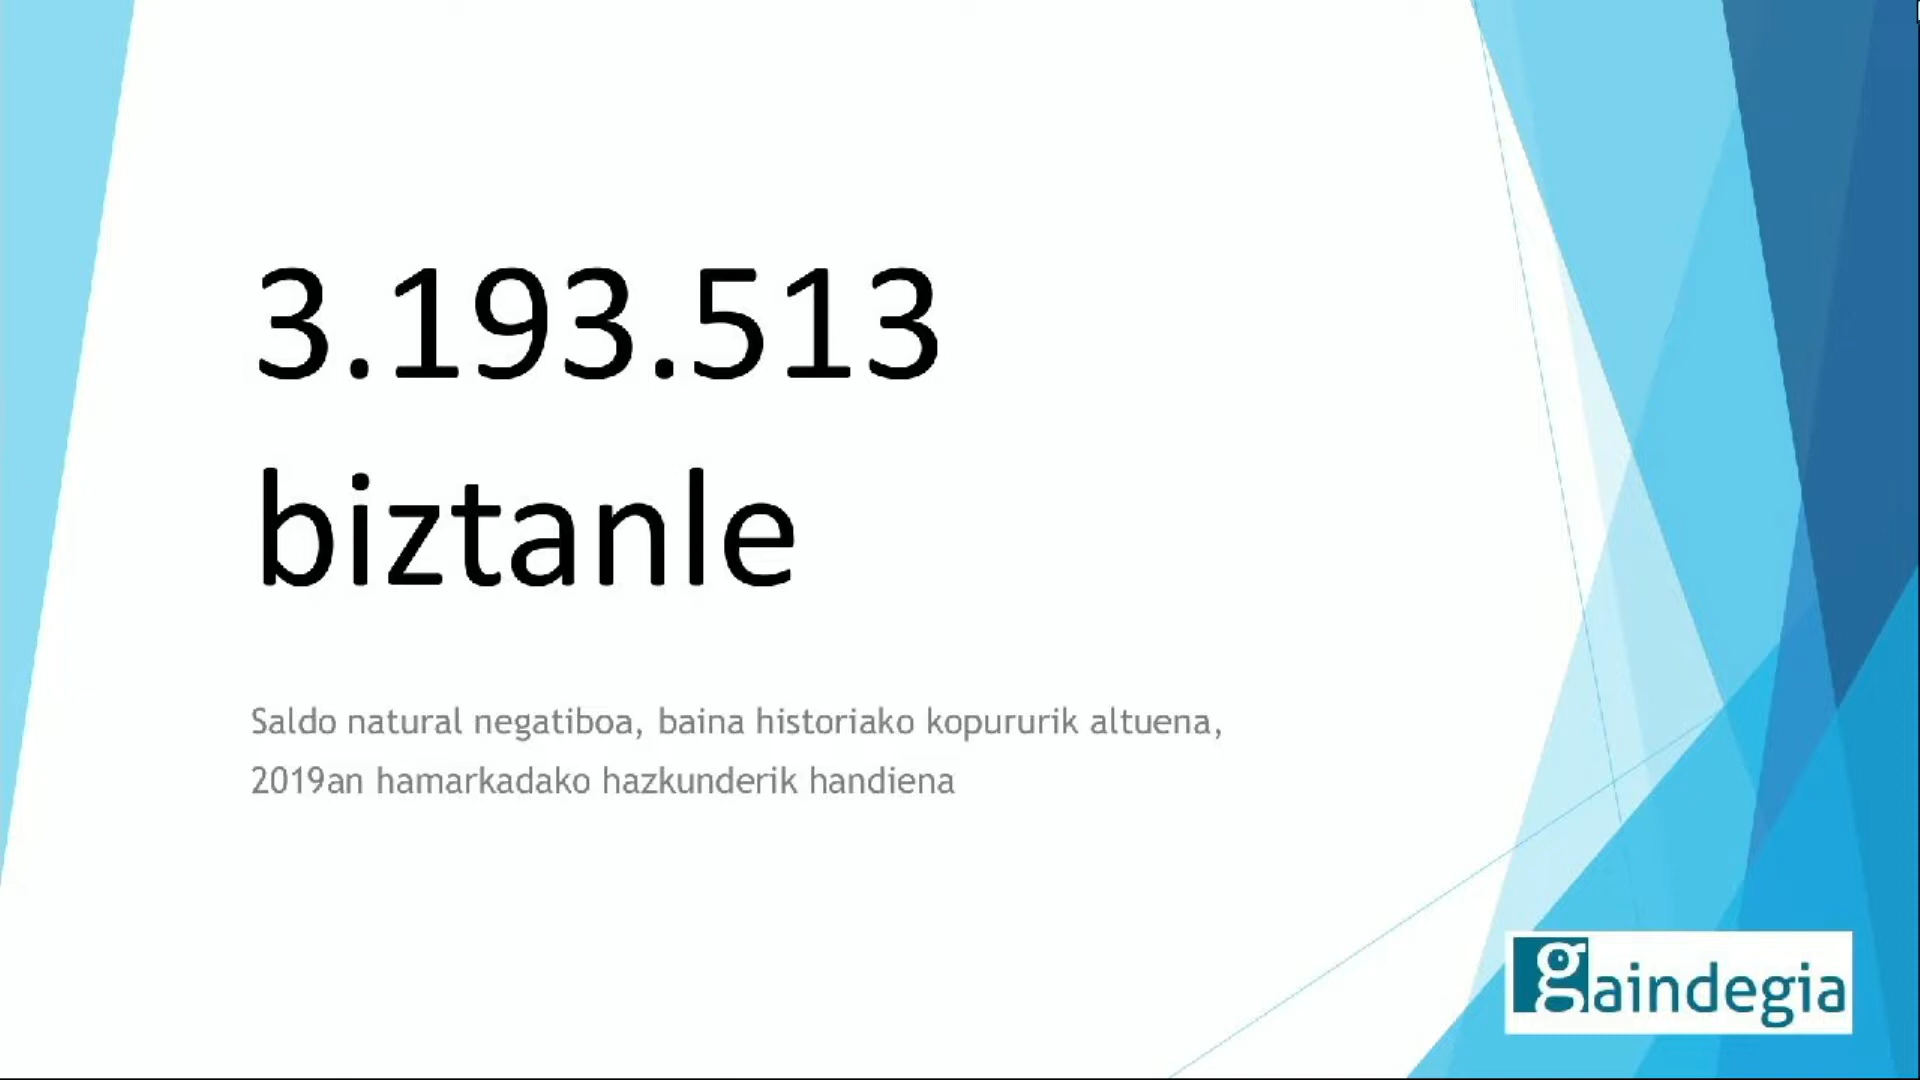 3.193.513
biztanle
Saldo natural negatiboa, baina historiako kopururik altuena,
2019an hamarkadako hazkunderik handiena
gaindegia